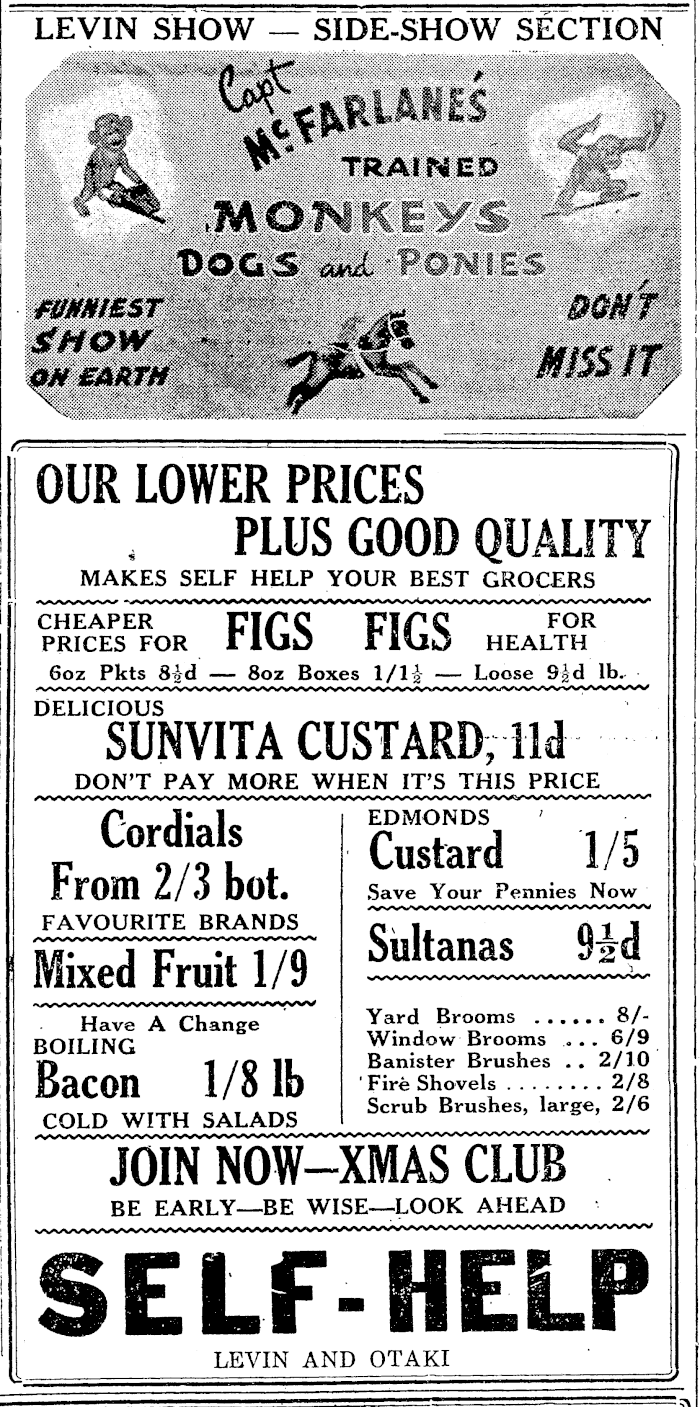 LEVIN SHOW — SIDE-SHOW SECTION
Capt
McFARLANE'S
TRAINED
MONKEYS
DOGS and PONIES
FUNNIEST
SHOW
ON EARTH
DON'T
MISS IT
OUR LOWER PRICES
PLUS GOOD QUALITY
MAKES SELF HELP YOUR BEST GROCERS
CHEAPER
PRICES FOR
FIGS FIGS
FOR
HEALTH
6oz Pkts 8½d — 8oz Boxes 1/1½ — Loose 9½d lb.
DELICIOUS
SUNVITA CUSTARD, 11d
DON'T PAY MORE WHEN IT'S THIS PRICE
Cordials
From 2/3 bot.
FAVOURITE BRANDS
Mixed Fruit 1/9
Have A Change
BOILING
Bacon 1/8 lb
COLD WITH SALADS
EDMONDS
Custard 1/5
Save Your Pennies Now
Sultanas 9½d
Yard Brooms ...... 8/-
Window Brooms ... 6/9
Banister Brushes .. 2/10
Fire Shovels ........ 2/8
Scrub Brushes, large, 2/6
JOIN NOW—XMAS CLUB
BE EARLY—BE WISE—LOOK AHEAD
SELF-HELP
LEVIN AND OTAKI